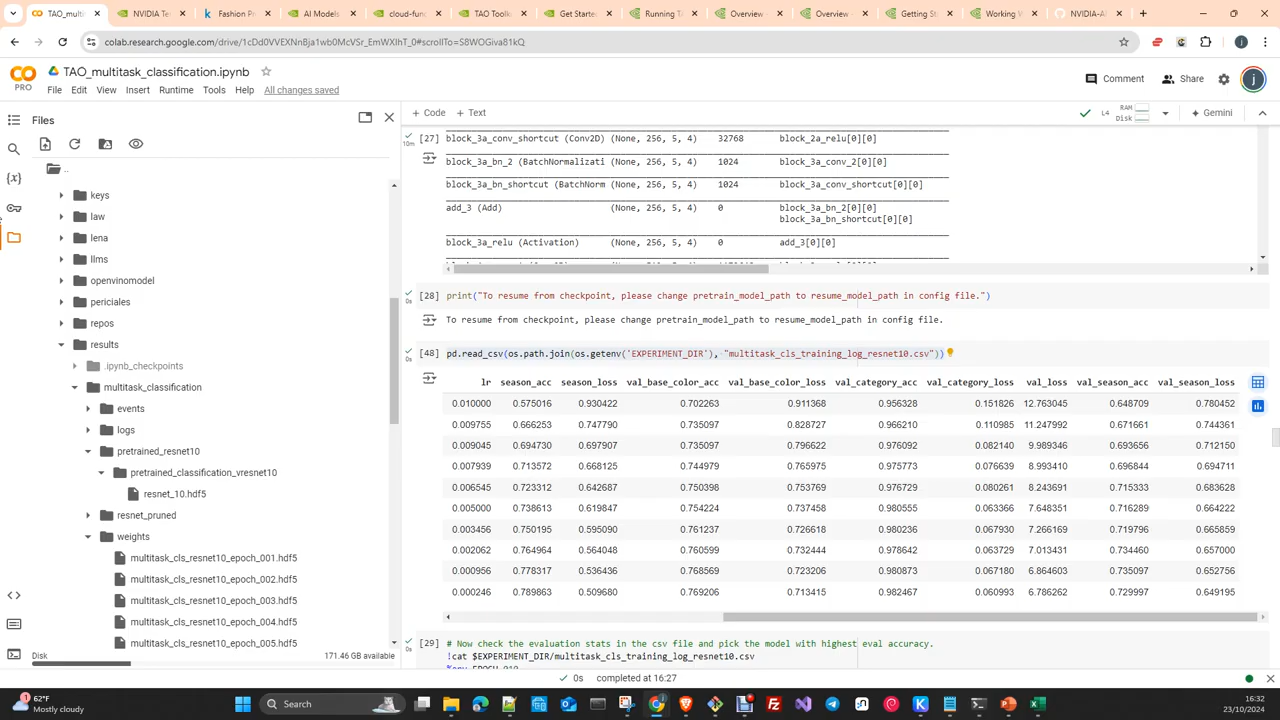 TAO_mult
NVIDIA Te
Fashion P
AI Models
cloud-fun
TAO Toolk
Get Starte
Running TA
Overview
Overview
Getting St
Working W
NVIDIA-A
colab.research.google.com/drive/1cDd0VVEXNnBja1wb0McVSr_EmWXIhT_0#scrollTo=S8WOGiva81kQ
TAO_multitask_classification.ipynb
PRO
File Edit View Insert Runtime Tools Help All changes saved
Comment
Share
j
Files
+ Code + Text
L4
RAM
Disk
Gemini
..
keys
law
lena
llms
openvinomodel
periciales
repos
results
.ipynb_checkpoints
multitask_classification
events
logs
pretrained_resnet10
pretrained_classification_vresnet10
resnet_10.hdf5
resnet_pruned
weights
multitask_cls_resnet10_epoch_001.hdf5
multitask_cls_resnet10_epoch_002.hdf5
multitask_cls_resnet10_epoch_003.hdf5
multitask_cls_resnet10_epoch_004.hdf5
multitask_cls_resnet10_epoch_005.hdf5
Disk 171.46 GB available
[27] block_3a_conv_shortcut (Conv2D) (None, 256, 5, 4) 32768 block_2a_relu[0][0]
10m
block_3a_bn_2 (BatchNormalizati (None, 256, 5, 4) 1024 block_3a_conv_2[0][0]
block_3a_bn_shortcut (BatchNorm (None, 256, 5, 4) 1024 block_3a_conv_shortcut[0][0]
add_3 (Add) (None, 256, 5, 4) 0 block_3a_bn_2[0][0]
block_3a_bn_shortcut[0][0]
block_3a_relu (Activation) (None, 256, 5, 4) 0 add_3[0][0]
[28] print("To resume from checkpoint, please change pretrain_model_path to resume_model_path in config file.")
0s
To resume from checkpoint, please change pretrain_model_path to resume_model_path in config file.
[48] pd.read_csv(os.path.join(os.getenv('EXPERIMENT_DIR'), "multitask_cls_training_log_resnet10.csv"))
0s
lr season_acc season_loss val_base_color_acc val_base_color_loss val_category_acc val_category_loss val_loss val_season_acc val_season_loss
0.010000 0.575016 0.930422 0.702263 0.911368 0.956328 0.151826 12.763045 0.648709 0.780452
0.009755 0.666253 0.747790 0.735097 0.828727 0.966210 0.110985 11.247992 0.671661 0.744361
0.009045 0.694730 0.697907 0.735097 0.796622 0.976092 0.082140 9.989346 0.693656 0.712150
0.007939 0.713572 0.668125 0.744979 0.765975 0.975773 0.076639 8.993410 0.696844 0.694711
0.006545 0.723312 0.642687 0.750398 0.753769 0.976729 0.080261 8.243691 0.715333 0.683628
0.005000 0.738613 0.619847 0.754224 0.737458 0.980555 0.063366 7.648351 0.716289 0.664222
0.003456 0.750195 0.595090 0.761237 0.753618 0.980236 0.067930 7.266169 0.719796 0.665859
0.002062 0.764964 0.564048 0.760599 0.732444 0.978642 0.063729 7.013431 0.734460 0.657000
0.000956 0.778317 0.536436 0.768569 0.723236 0.980873 0.067180 6.864603 0.735097 0.652756
0.000246 0.789863 0.509680 0.769206 0.713415 0.982467 0.060993 6.786262 0.729997 0.649195
[29] # Now check the evaluation stats in the csv file and pick the model with highest eval accuracy.
0s
!cat $EXPERIMENT_DIR/multitask_cls_training_log_resnet10.csv
0s completed at 16:27
62°F
Mostly cloudy
Search
16:32
23/10/2024